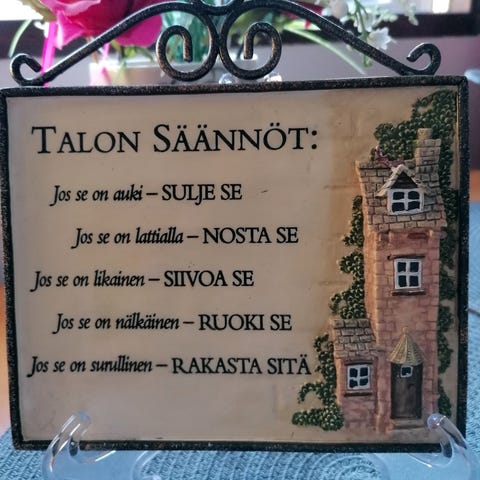 TALON SÄÄNNÖT:
Jos se on auki – SULJE SE
Jos se on lattialla – NOSTA SE
Jos se on likainen – SIIVOA SE
Jos se on nälkäinen – RUOKI SE
Jos se on surullinen – RAKASTA SITÄ